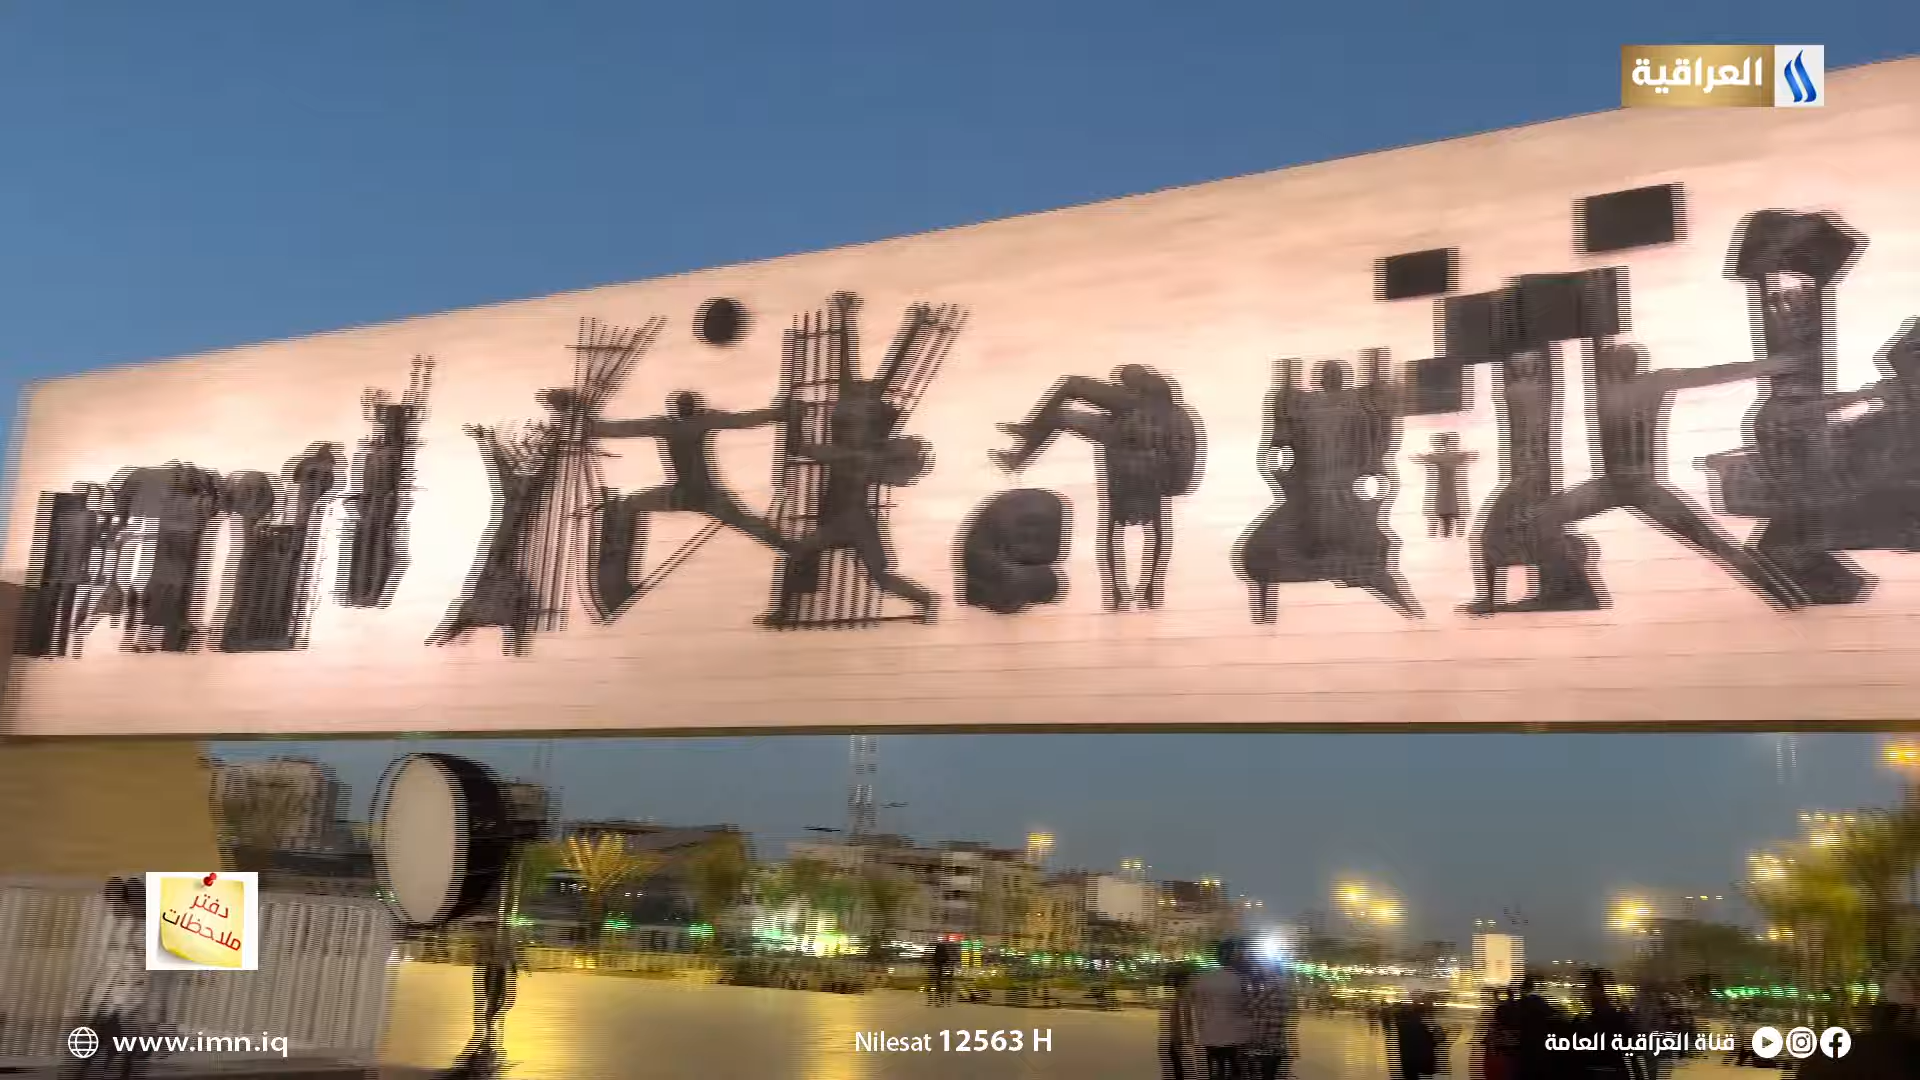 العراقية
دفتر
ملاحظات
www.imn.iq
Nilesat 12563 H
قناة العراقية العامة